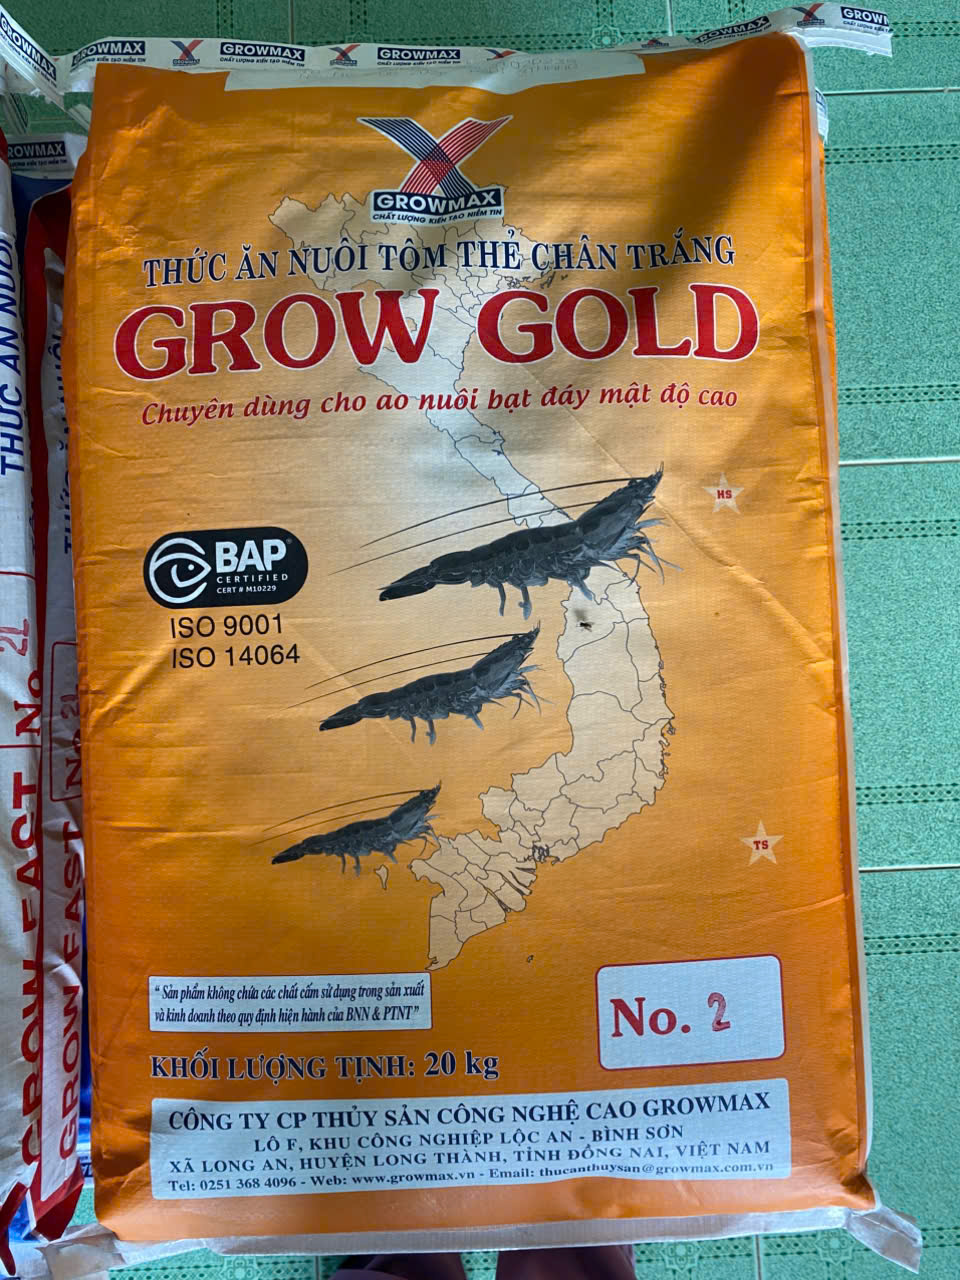 GROWMAX
GROWMAX
CHẤT LƯỢNG KIẾN TẠO NIỀM TIN
GROWMAX
GROWMAX
GROWMAX
CHẤT LƯỢNG KIẾN TẠO NIỀM TIN
THỨC ĂN NUÔI TÔM THẺ CHÂN TRẮNG
GROW GOLD
Chuyên dùng cho ao nuôi bạt đáy mật độ cao
HS
BAP
CERTIFIED
CERT # M10229
ISO 9001
ISO 14064
TS
" Sản phẩm không chứa các chất cấm sử dụng trong sản xuất
và kinh doanh theo quy định hiện hành của BNN & PTNT"
No. 2
KHỐI LƯỢNG TỊNH: 20 kg
CÔNG TY CP THỦY SẢN CÔNG NGHỆ CAO GROWMAX
LÔ F, KHU CÔNG NGHIỆP LỘC AN - BÌNH SƠN
XÃ LONG AN, HUYỆN LONG THÀNH, TỈNH ĐỒNG NAI, VIỆT NAM
Tel: 0251 368 4096 - Web: www.growmax.vn - Email: thucanthuysan@growmax.com.vn
THỨC ĂN NUÔI
GROW FAST No 2L
GROW FAST No 2L